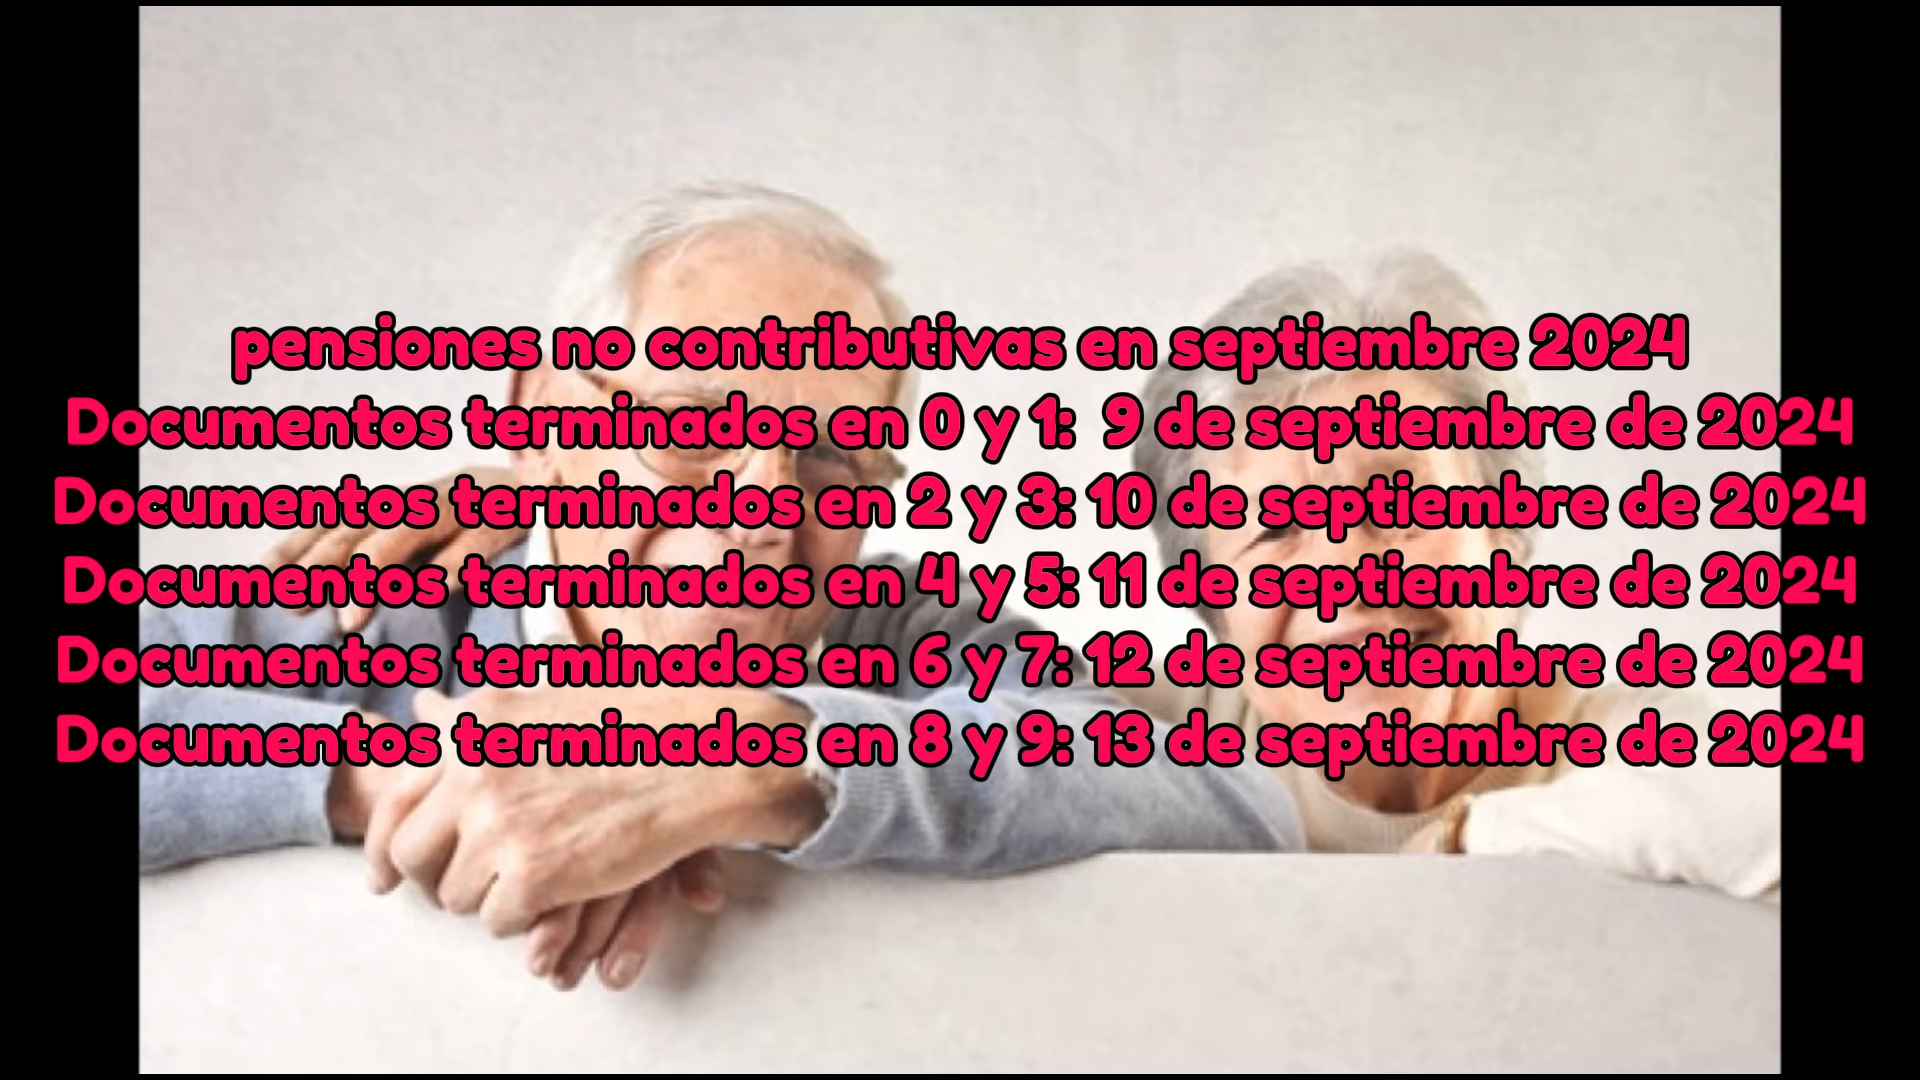 pensiones no contributivas en septiembre 2024
Documentos terminados en 0 y 1:  9 de septiembre de 2024
Documentos terminados en 2 y 3: 10 de septiembre de 2024
Documentos terminados en 4 y 5: 11 de septiembre de 2024
Documentos terminados en 6 y 7: 12 de septiembre de 2024
Documentos terminados en 8 y 9: 13 de septiembre de 2024